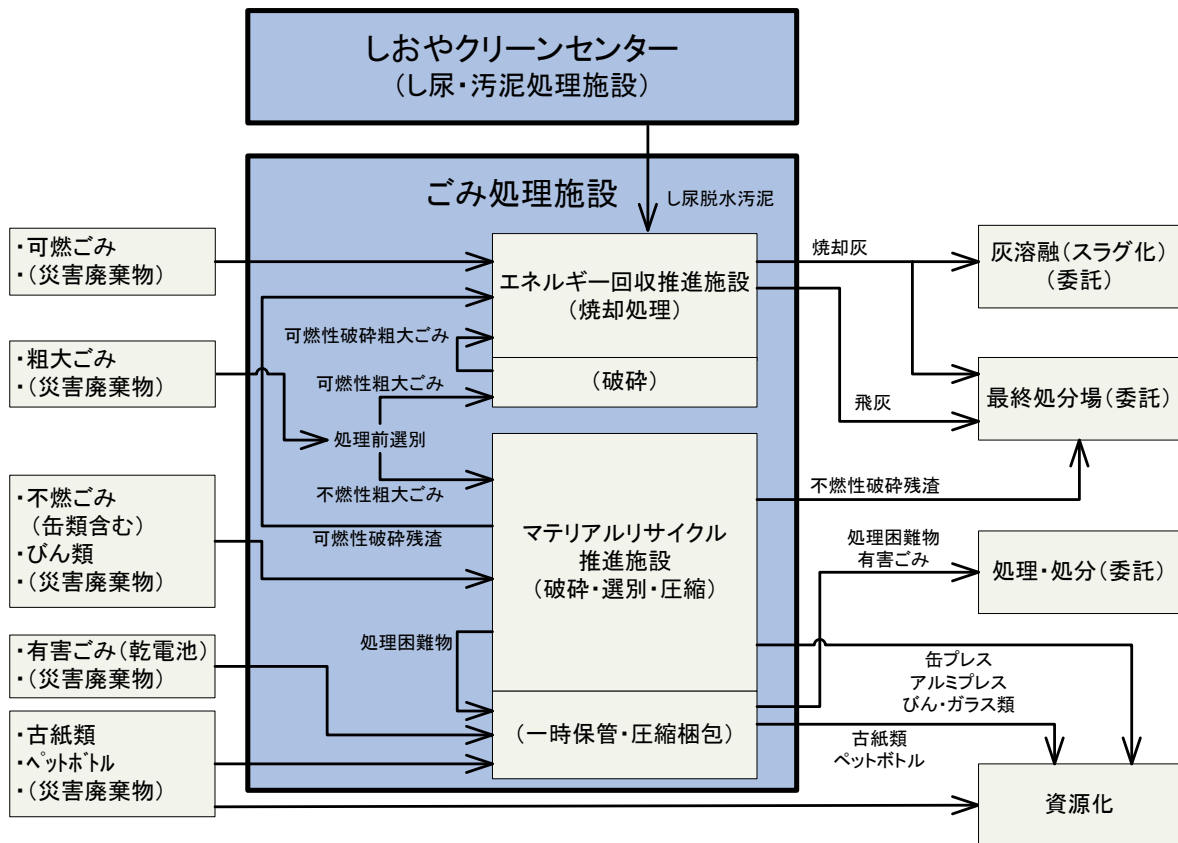 しおやクリーンセンター
（し尿・汚泥処理施設）
ごみ処理施設
し尿脱水汚泥
・可燃ごみ
・(災害廃棄物)
エネルギー回収推進施設
（焼却処理）
焼却灰
灰溶融(スラグ化)
(委託)
可燃性破砕粗大ごみ
・粗大ごみ
・(災害廃棄物)
可燃性粗大ごみ
（破砕）
飛灰
最終処分場(委託)
処理前選別
不燃性粗大ごみ
不燃性破砕残渣
・不燃ごみ
（缶類含む）
・びん類
・(災害廃棄物)
可燃性破砕残渣
マテリアルリサイクル
推進施設
（破砕・選別・圧縮）
処理困難物
有害ごみ
処理・処分(委託)
処理困難物
・有害ごみ(乾電池)
・(災害廃棄物)
缶プレス
アルミプレス
びん・ガラス類
・古紙類
・ペットボトル
・(災害廃棄物)
（一時保管・圧縮梱包）
古紙類
ペットボトル
資源化